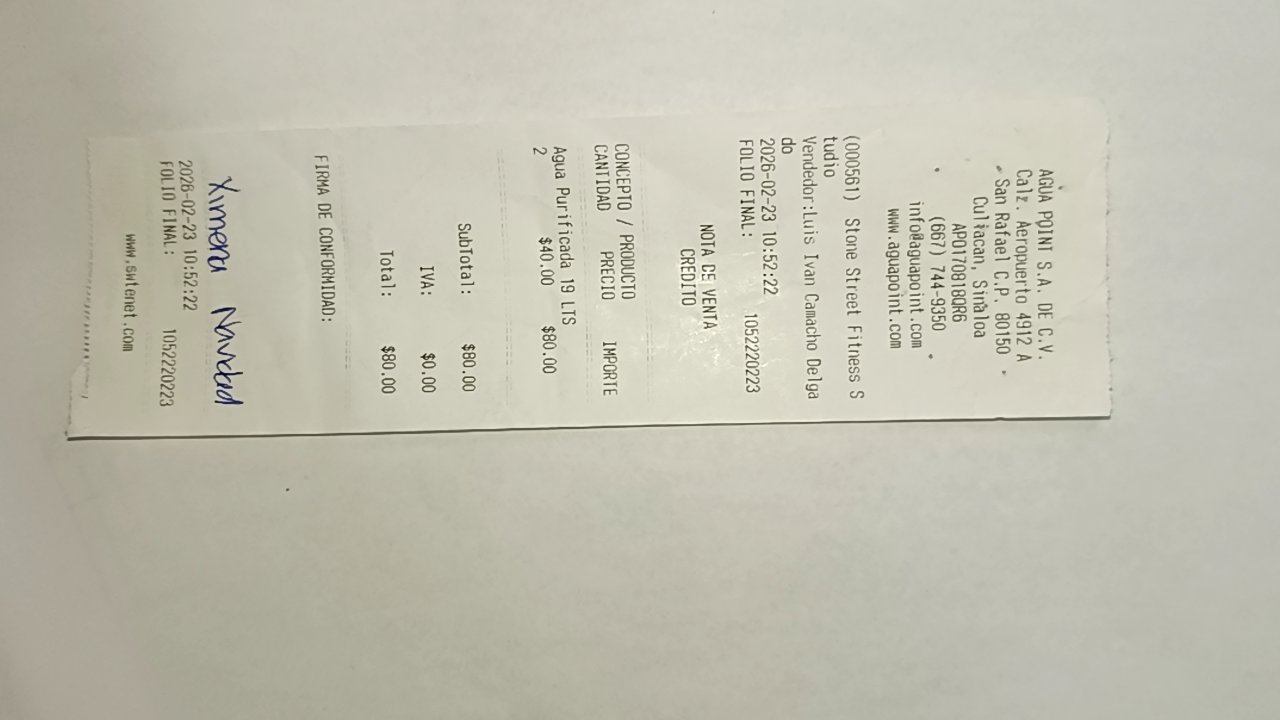 AGUA POINT S.A. DE C.V.
Calz. Aeropuerto 4912 A
San Rafael C.P. 80150
Culiacan, Sinaloa
APO170818QR6
(667) 744-9350
info@aguapoint.com
www.aguapoint.com
(000561) Stone Street Fitness S
tudio
Vendedor:Luis Ivan Camacho Delga
do
2026-02-23 10:52:22
FOLIO FINAL: 1052220223
NOTA DE VENTA
CREDITO
CONCEPTO / PRODUCTO
CANTIDAD PRECIO IMPORTE
Agua Purificada 19 LTS
2 $40.00 $80.00
SubTotal: $80.00
IVA: $0.00
Total: $80.00
FIRMA DE CONFORMIDAD:
Ximena
2026-02-23 10:52:22
FOLIO FINAL: 1052220223
www.swtenet.com